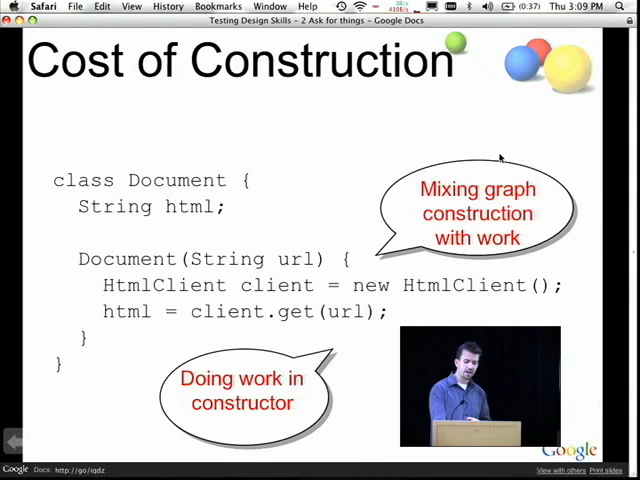 Safari File Edit View History Bookmarks Window Help (0:37) Thu 3:09 PM
Testing Design Skills – 2 Ask for things – Google Docs
Cost of Construction
class Document {
String html;
Mixing graph
construction
with work
Document(String url) {
HtmlClient client = new HtmlClient();
html = client.get(url);
}
}
Doing work in
constructor
Google
Google Docs: http://go/iqdz View with others Print slides